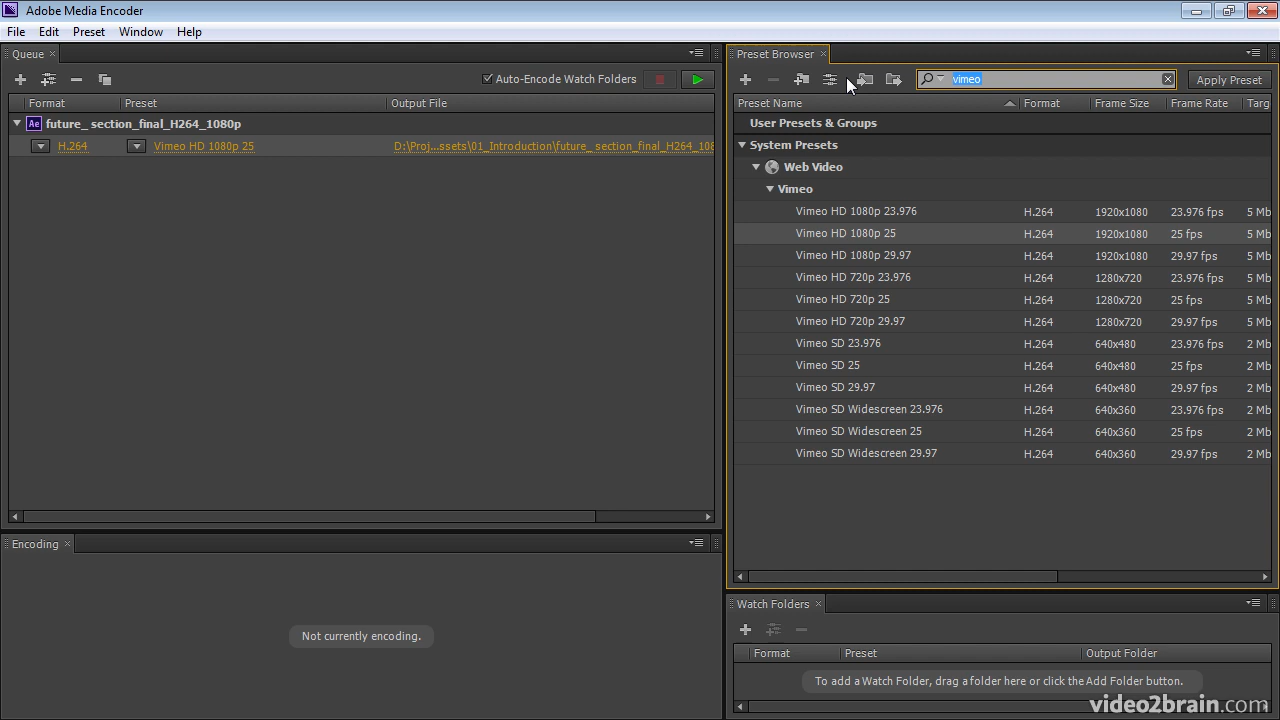 Adobe Media Encoder
File Edit Preset Window Help
Queue
Auto-Encode Watch Folders
Format Preset Output File
Ae future_ section_final_H264_1080p
H.264 Vimeo HD 1080p 25 D:\Proj...ssets\01_Introduction\future_ section_final_H264_108
Encoding
Not currently encoding.
Preset Browser
vimeo Apply Preset
Preset Name Format Frame Size Frame Rate Targ
User Presets & Groups
System Presets
Web Video
Vimeo
Vimeo HD 1080p 23.976 H.264 1920x1080 23.976 fps 5 Mb
Vimeo HD 1080p 25 H.264 1920x1080 25 fps 5 Mb
Vimeo HD 1080p 29.97 H.264 1920x1080 29.97 fps 5 Mb
Vimeo HD 720p 23.976 H.264 1280x720 23.976 fps 5 Mb
Vimeo HD 720p 25 H.264 1280x720 25 fps 5 Mb
Vimeo HD 720p 29.97 H.264 1280x720 29.97 fps 5 Mb
Vimeo SD 23.976 H.264 640x480 23.976 fps 2 Mb
Vimeo SD 25 H.264 640x480 25 fps 2 Mb
Vimeo SD 29.97 H.264 640x480 29.97 fps 2 Mb
Vimeo SD Widescreen 23.976 H.264 640x360 23.976 fps 2 Mb
Vimeo SD Widescreen 25 H.264 640x360 25 fps 2 Mb
Vimeo SD Widescreen 29.97 H.264 640x360 29.97 fps 2 Mb
Watch Folders
Format Preset Output Folder
To add a Watch Folder, drag a folder here or click the Add Folder button.
video2brain.com